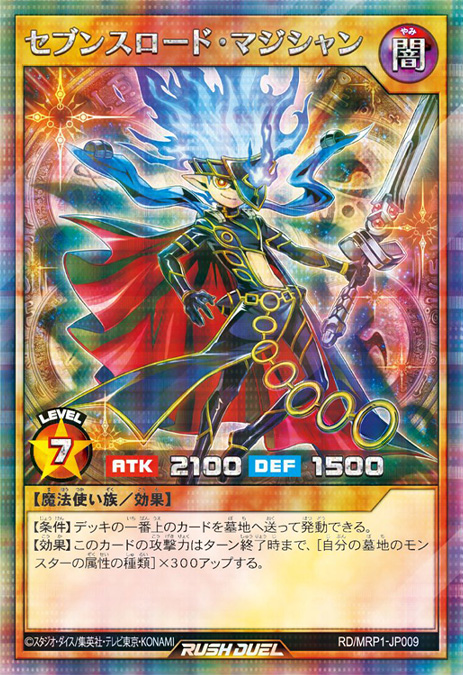 セブンスロード・マジシャン
やみ
闇
LEVEL
7
ATK 2100 DEF 1500
【魔法使い族／効果】
【条件】デッキの一番上のカードを墓地へ送って発動できる。
【効果】このカードの攻撃力はターン終了時まで、［自分の墓地のモン
スターの属性の種類］×300アップする。
©スタジオ・ダイス/集英社・テレビ東京・KONAMI
RUSH DUEL
RD/MRP1-JP009